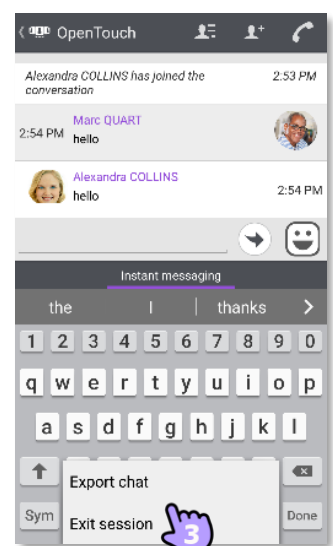 OpenTouch
Alexandra COLLINS has joined the
conversation
2:53 PM
Marc QUART
2:54 PM
hello
Alexandra COLLINS
hello
2:54 PM
Instant messaging
the I thanks
1 2 3 4 5 6 7 8 9 0
q w e r t y u i o p
a s d f g h j k l
Export chat
Sym
Exit session
3
Done